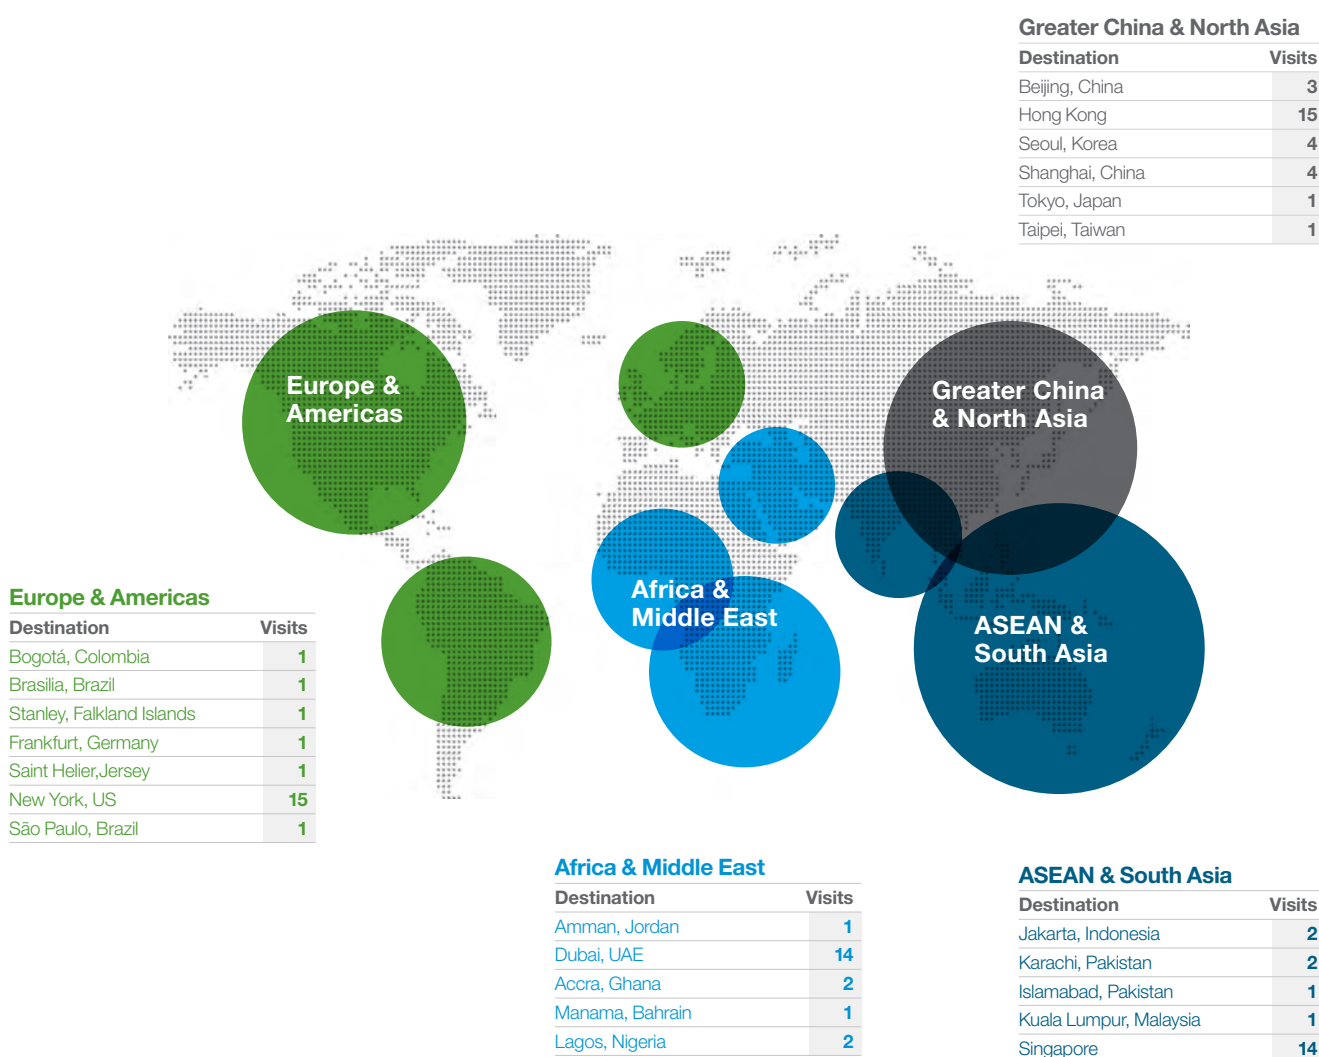 Greater China & North Asia
Destination Visits
Beijing, China 3
Hong Kong 15
Seoul, Korea 4
Shanghai, China 4
Tokyo, Japan 1
Taipei, Taiwan 1
Europe &
Americas
Greater China
& North Asia
Africa &
Middle East
ASEAN &
South Asia
Europe & Americas
Destination Visits
Bogotá, Colombia 1
Brasilia, Brazil 1
Stanley, Falkland Islands 1
Frankfurt, Germany 1
Saint Helier,Jersey 1
New York, US 15
São Paulo, Brazil 1
Africa & Middle East
Destination Visits
Amman, Jordan 1
Dubai, UAE 14
Accra, Ghana 2
Manama, Bahrain 1
Lagos, Nigeria 2
ASEAN & South Asia
Destination Visits
Jakarta, Indonesia 2
Karachi, Pakistan 2
Islamabad, Pakistan 1
Kuala Lumpur, Malaysia 1
Singapore 14